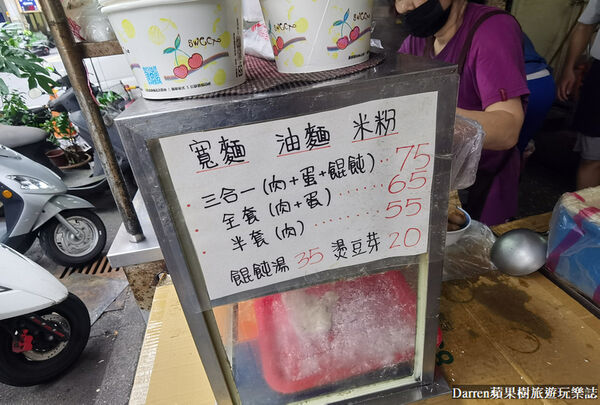 寬麵 油麵 米粉
三合一(肉+蛋+餛飩)‥75
全套(肉+蛋)‥‥‥65
半套(肉)‥‥‥‥55
餛飩湯 35 燙豆芽 20
Darren蘋果樹旅遊玩樂誌